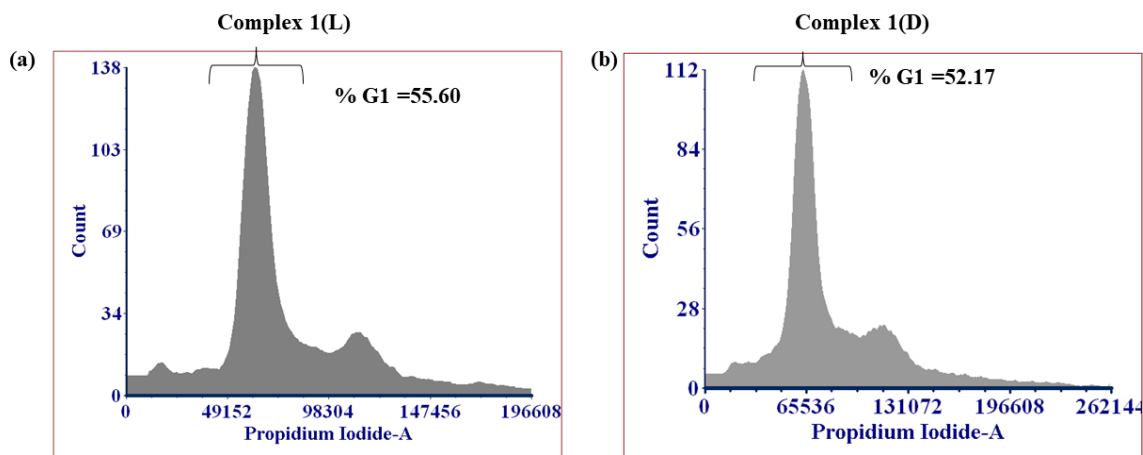 Complex 1(L)
(a)
% G1 =55.60
138
103
69
34
0
Count
0 49152 98304 147456 196608
Propidium Iodide-A
Complex 1(D)
(b)
% G1 =52.17
112
84
56
28
0
Count
0 65536 131072 196608 262144
Propidium Iodide-A